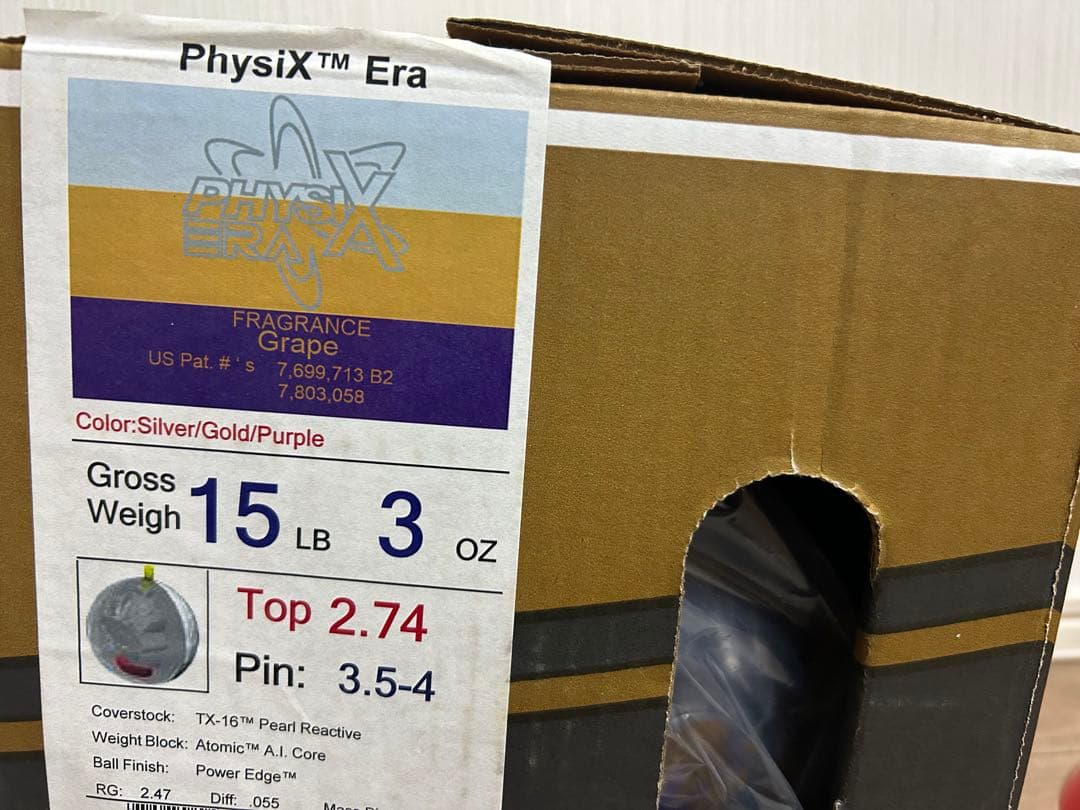 PhysiX™ Era
PHYSIX
ERA
FRAGRANCE
Grape
US Pat. # ' s 7,699,713 B2
7,803,058
Color:Silver/Gold/Purple
Gross
Weigh 15 LB 3 OZ
Top 2.74
Pin: 3.5-4
Coverstock: TX-16™ Pearl Reactive
Weight Block: Atomic™ A.I. Core
Ball Finish: Power Edge™
RG: 2.47 Diff: .055